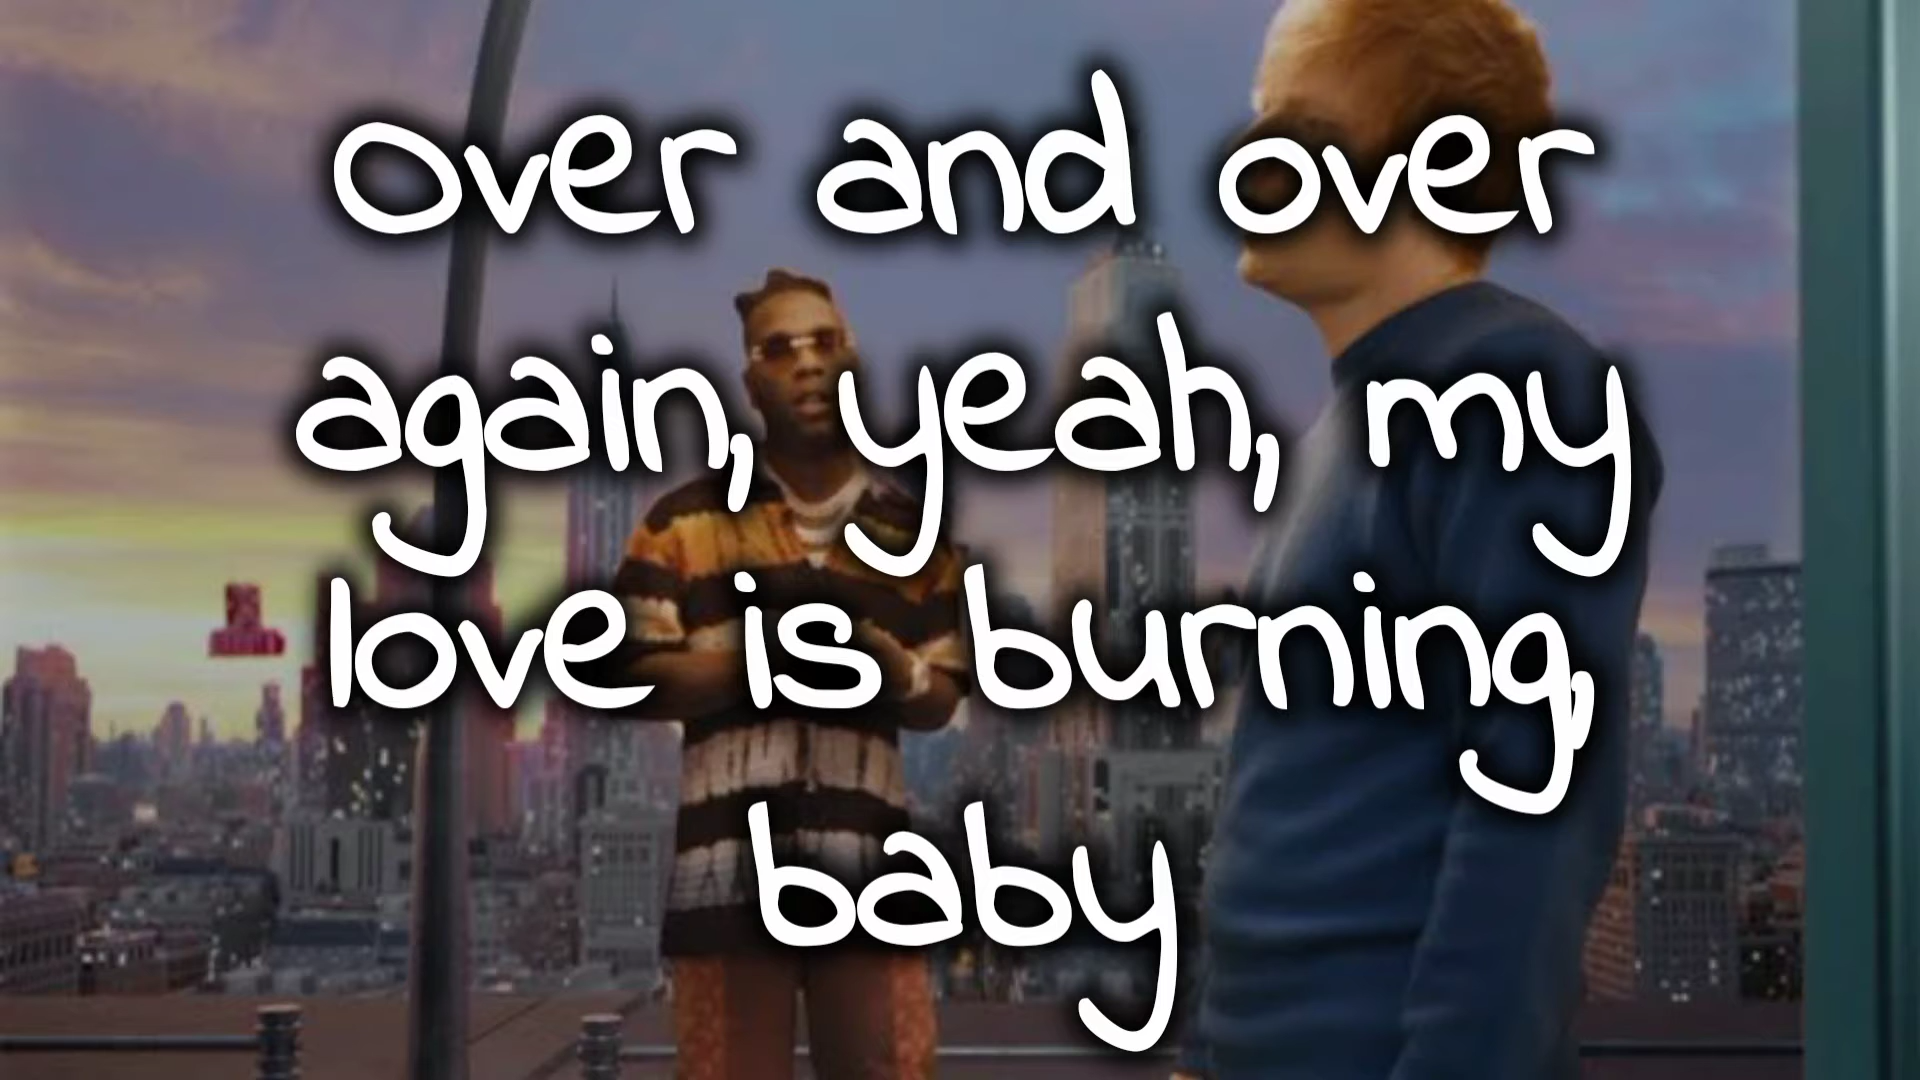 Over and over
again, yeah, my
love is burning,
baby